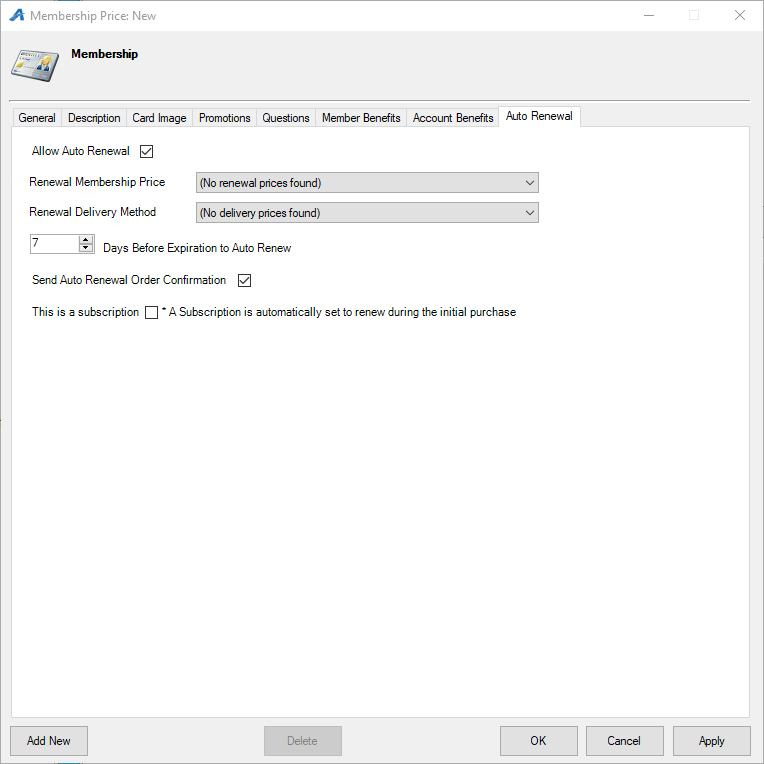 Membership Price: New
Membership
General Description Card Image Promotions Questions Member Benefits Account Benefits Auto Renewal
Allow Auto Renewal
Renewal Membership Price (No renewal prices found)
Renewal Delivery Method (No delivery prices found)
7 Days Before Expiration to Auto Renew
Send Auto Renewal Order Confirmation
This is a subscription * A Subscription is automatically set to renew during the initial purchase
Add New Delete OK Cancel Apply